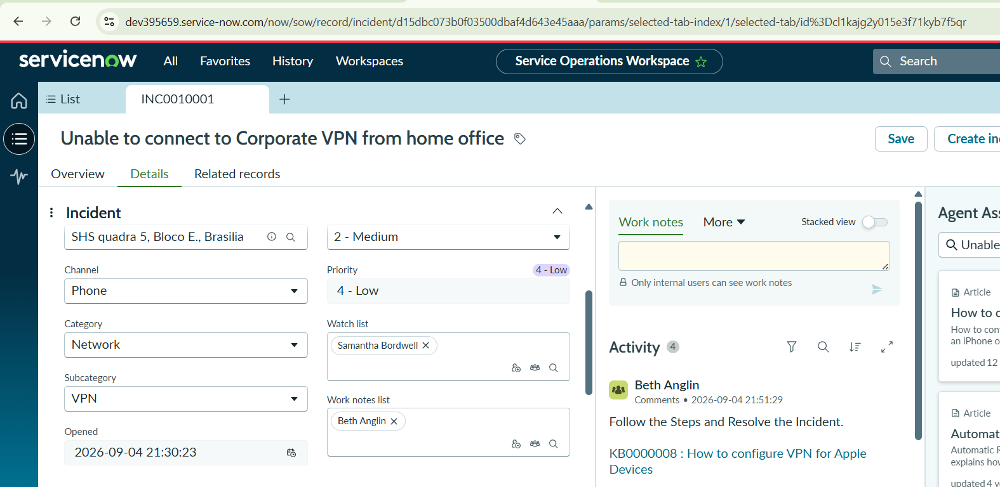 dev395659.service-now.com/now/sow/record/incident/d15dbc073b0f03500dbaf4d643e45aaa/params/selected-tab-index/1/selected-tab/id%3Dcl1kajg2y015e3f71kyb7f5qr
servicenow All Favorites History Workspaces Service Operations Workspace Search
List INC0010001
Unable to connect to Corporate VPN from home office
Save Create in
Overview Details Related records
Incident
SHS quadra 5, Bloco E., Brasilia
2 - Medium
Channel
Phone
Priority 4 - Low
4 - Low
Category
Network
Watch list
Samantha Bordwell
Subcategory
VPN
Work notes list
Beth Anglin
Opened
2026-09-04 21:30:23
Work notes More Stacked view
Only internal users can see work notes
Activity 4
Beth Anglin
Comments • 2026-09-04 21:51:29
Follow the Steps and Resolve the Incident.
KB0000008 : How to configure VPN for Apple
Devices
Agent Ass
Unable
Article
How to c
How to con
an iPhone o
updated 12
Article
Automat
Automatic R
explains how
updated 4 y